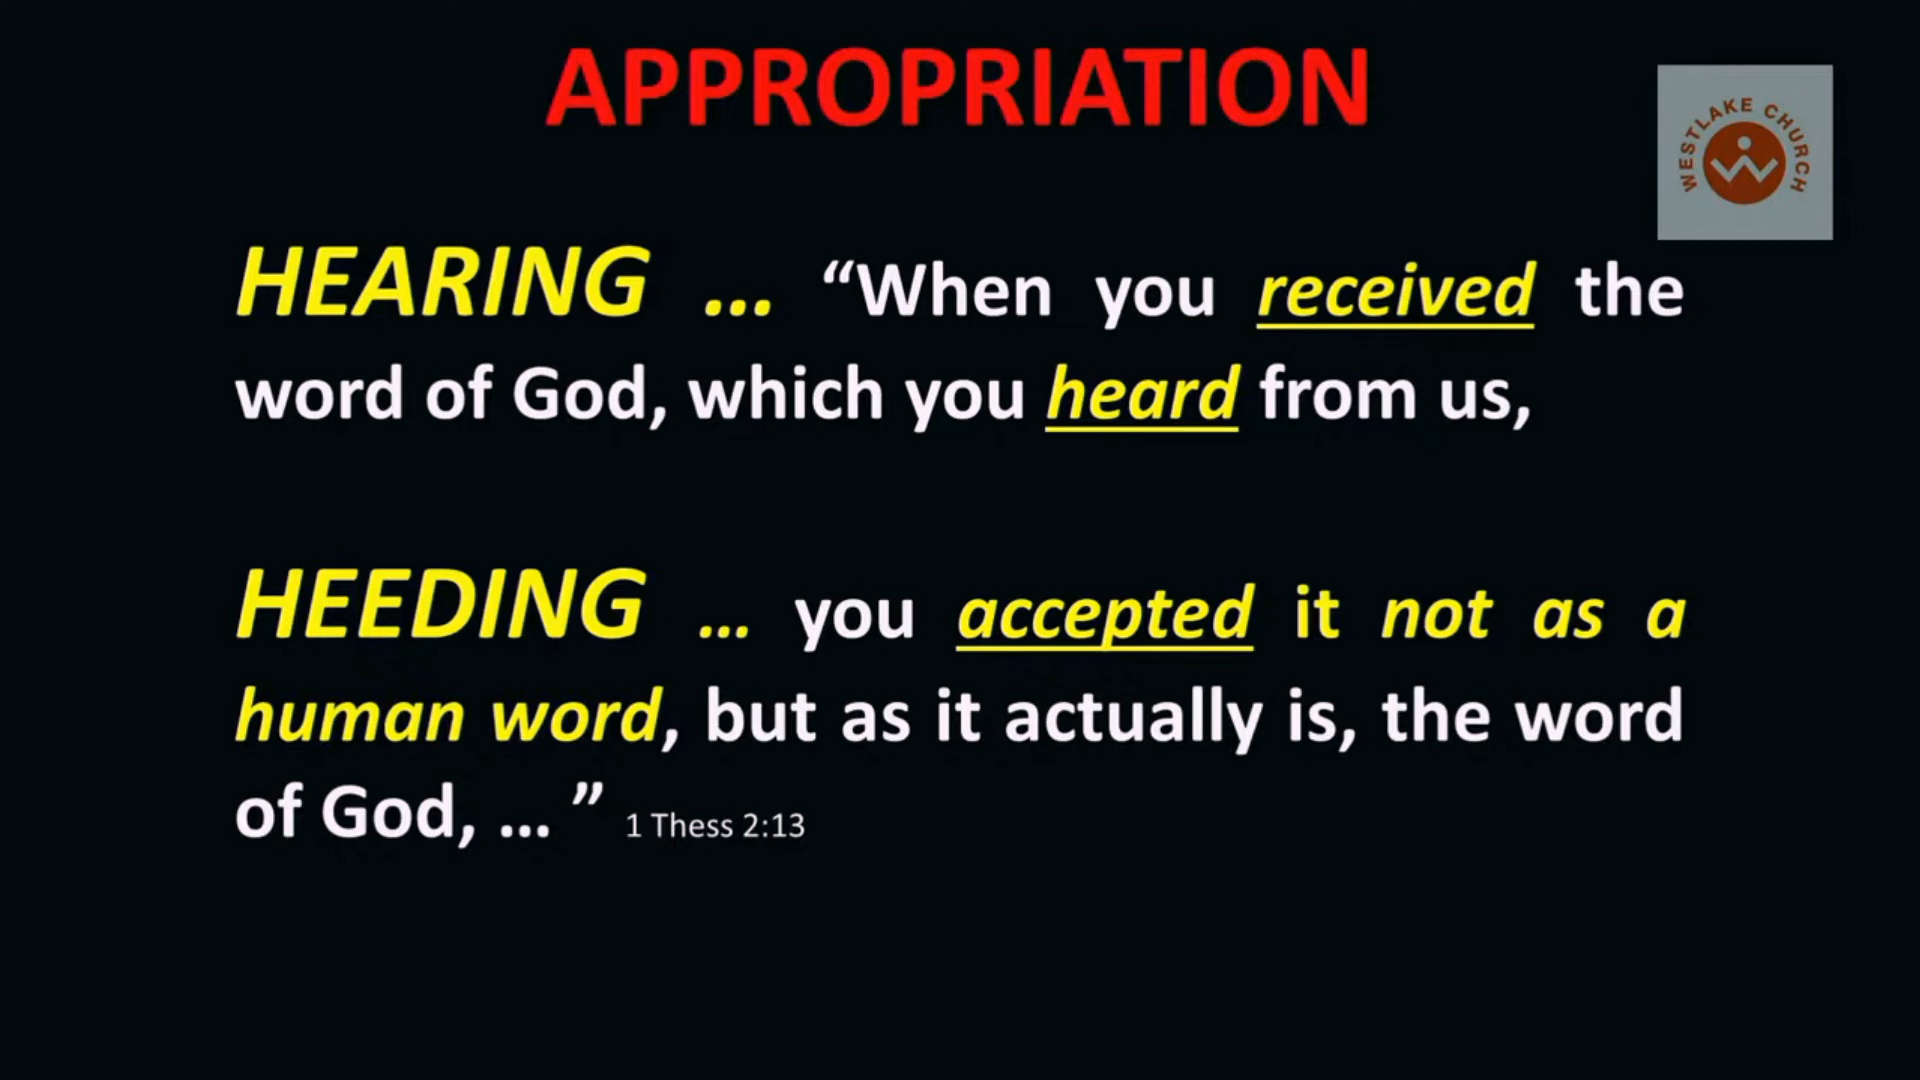 APPROPRIATION
WESTLAKE CHURCH
HEARING ... “When you received the
word of God, which you heard from us,
HEEDING ... you accepted it not as a
human word, but as it actually is, the word
of God, ... ” 1 Thess 2:13